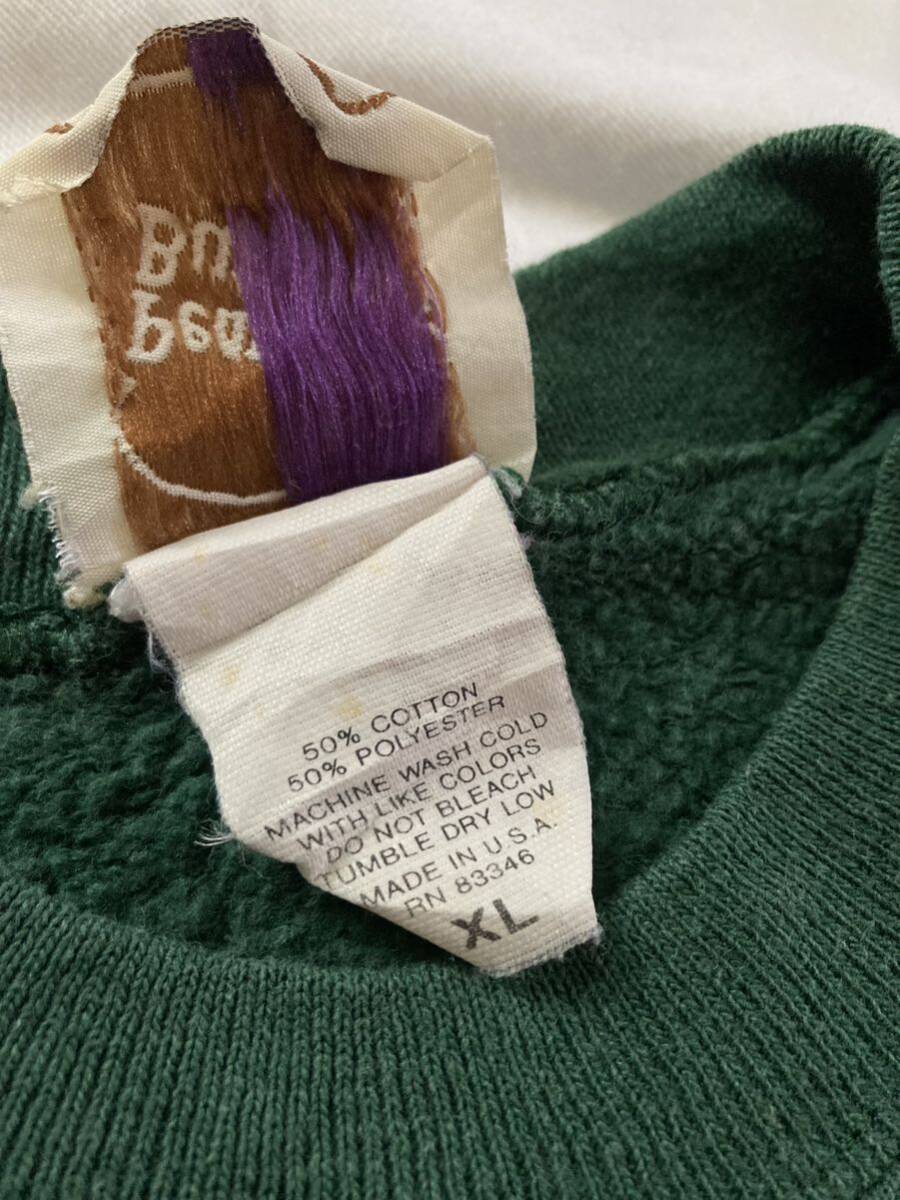 50% COTTON
50% POLYESTER
MACHINE WASH COLD
WITH LIKE COLORS
DO NOT BLEACH
TUMBLE DRY LOW
MADE IN U.S.A.
RN 83346
XL